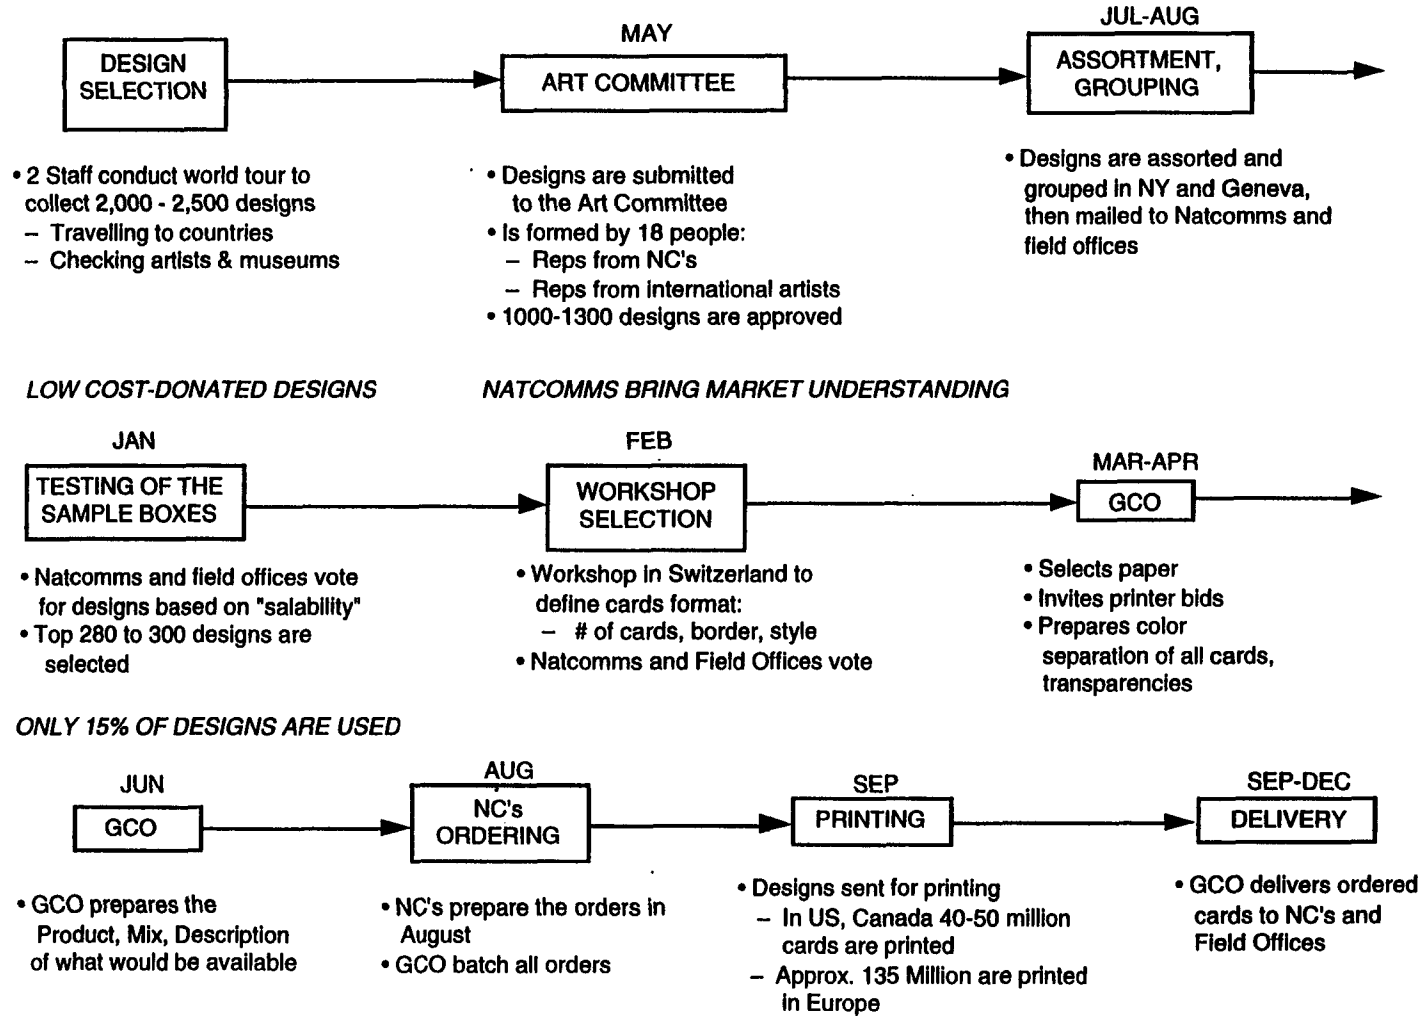 DESIGN
SELECTION
• 2 Staff conduct world tour to
collect 2,000 - 2,500 designs
– Travelling to countries
– Checking artists & museums
MAY
ART COMMITTEE
• Designs are submitted
to the Art Committee
• Is formed by 18 people:
– Reps from NC's
– Reps from international artists
• 1000-1300 designs are approved
JUL-AUG
ASSORTMENT,
GROUPING
• Designs are assorted and
grouped in NY and Geneva,
then mailed to Natcomms and
field offices
LOW COST-DONATED DESIGNS
NATCOMMS BRING MARKET UNDERSTANDING
JAN
TESTING OF THE
SAMPLE BOXES
• Natcomms and field offices vote
for designs based on "salability"
• Top 280 to 300 designs are
selected
FEB
WORKSHOP
SELECTION
• Workshop in Switzerland to
define cards format:
– # of cards, border, style
• Natcomms and Field Offices vote
MAR-APR
GCO
• Selects paper
• Invites printer bids
• Prepares color
separation of all cards,
transparencies
ONLY 15% OF DESIGNS ARE USED
JUN
GCO
• GCO prepares the
Product, Mix, Description
of what would be available
AUG
NC's
ORDERING
• NC's prepare the orders in
August
• GCO batch all orders
SEP
PRINTING
• Designs sent for printing
– In US, Canada 40-50 million
cards are printed
– Approx. 135 Million are printed
in Europe
SEP-DEC
DELIVERY
• GCO delivers ordered
cards to NC's and
Field Offices